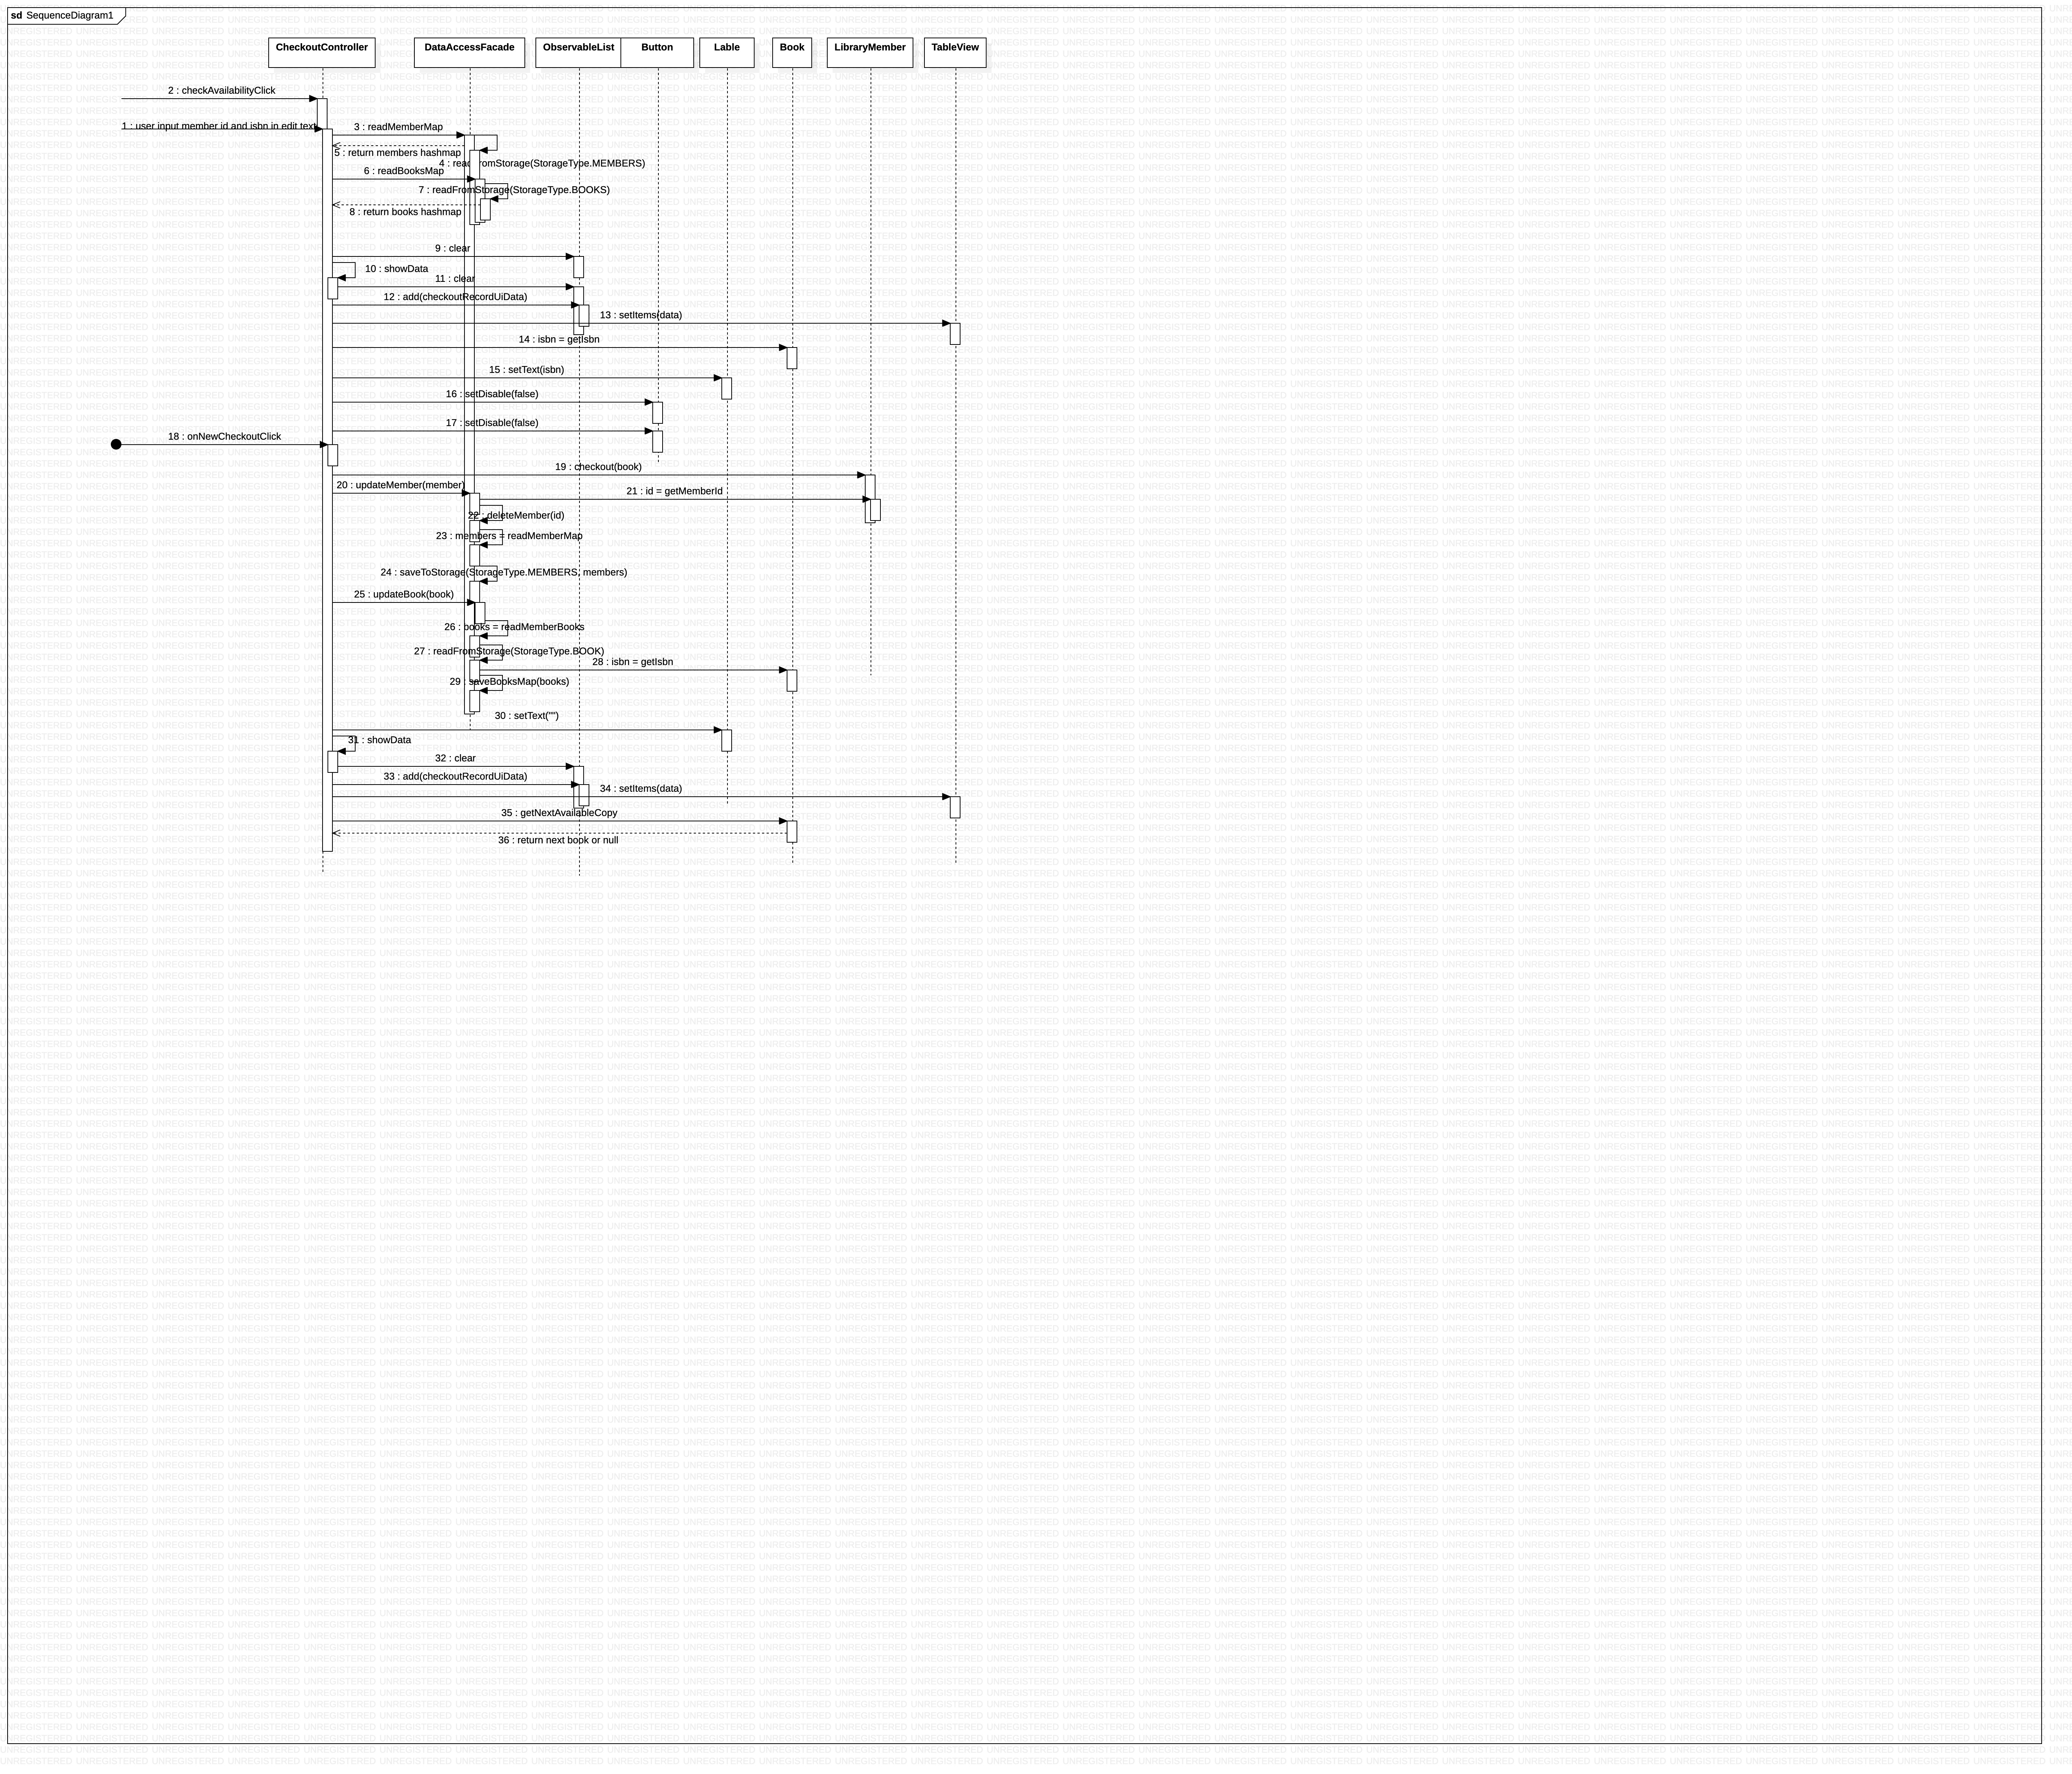 sd SequenceDiagram1
CheckoutController
DataAccessFacade
ObservableList
Button
Lable
Book
LibraryMember
TableView
2 : checkAvailabilityClick
1 : user input member id and isbn in edit text
3 : readMemberMap
5 : return members hashmap
4 : readFromStorage(StorageType.MEMBERS)
6 : readBooksMap
7 : readFromStorage(StorageType.BOOKS)
8 : return books hashmap
9 : clear
10 : showData
11 : clear
12 : add(checkoutRecordUiData)
13 : setItems(data)
14 : isbn = getIsbn
15 : setText(isbn)
16 : setDisable(false)
17 : setDisable(false)
18 : onNewCheckoutClick
19 : checkout(book)
20 : updateMember(member)
21 : id = getMemberId
22 : deleteMember(id)
23 : members = readMemberMap
24 : saveToStorage(StorageType.MEMBERS, members)
25 : updateBook(book)
26 : books = readMemberBooks
27 : readFromStorage(StorageType.BOOK)
28 : isbn = getIsbn
29 : saveBooksMap(books)
30 : setText("")
31 : showData
32 : clear
33 : add(checkoutRecordUiData)
34 : setItems(data)
35 : getNextAvailableCopy
36 : return next book or null